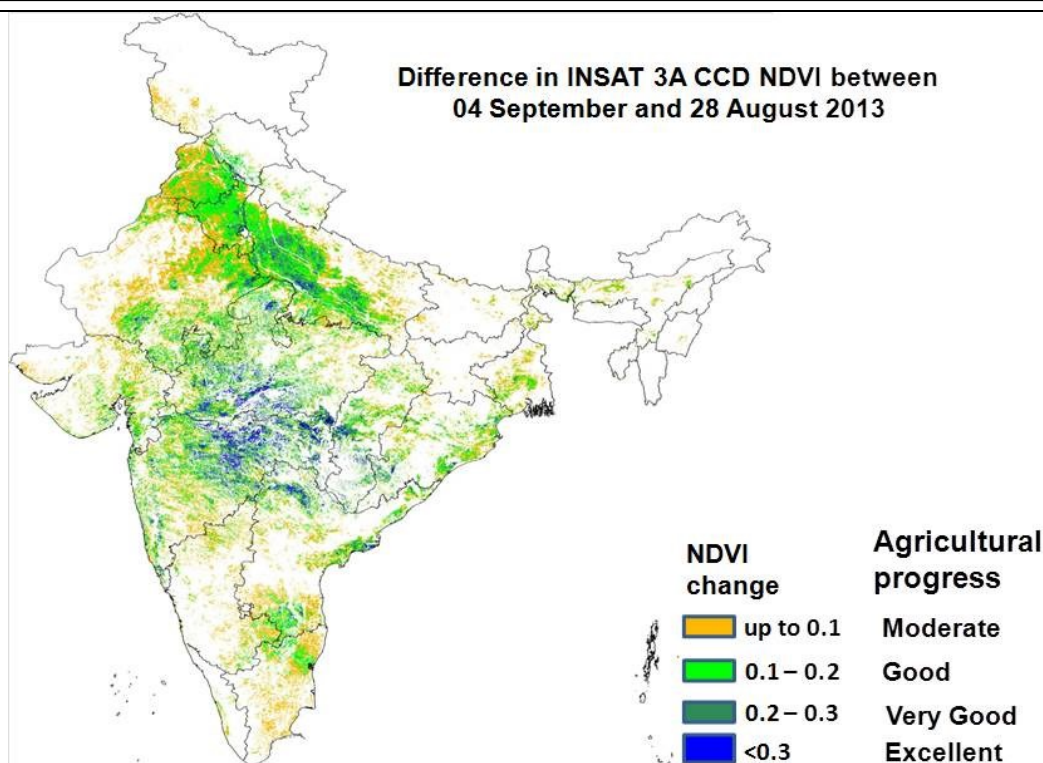 Difference in INSAT 3A CCD NDVI between
04 September and 28 August 2013
NDVI
change
Agricultural
progress
up to 0.1 Moderate
0.1 – 0.2 Good
0.2 – 0.3 Very Good
<0.3 Excellent